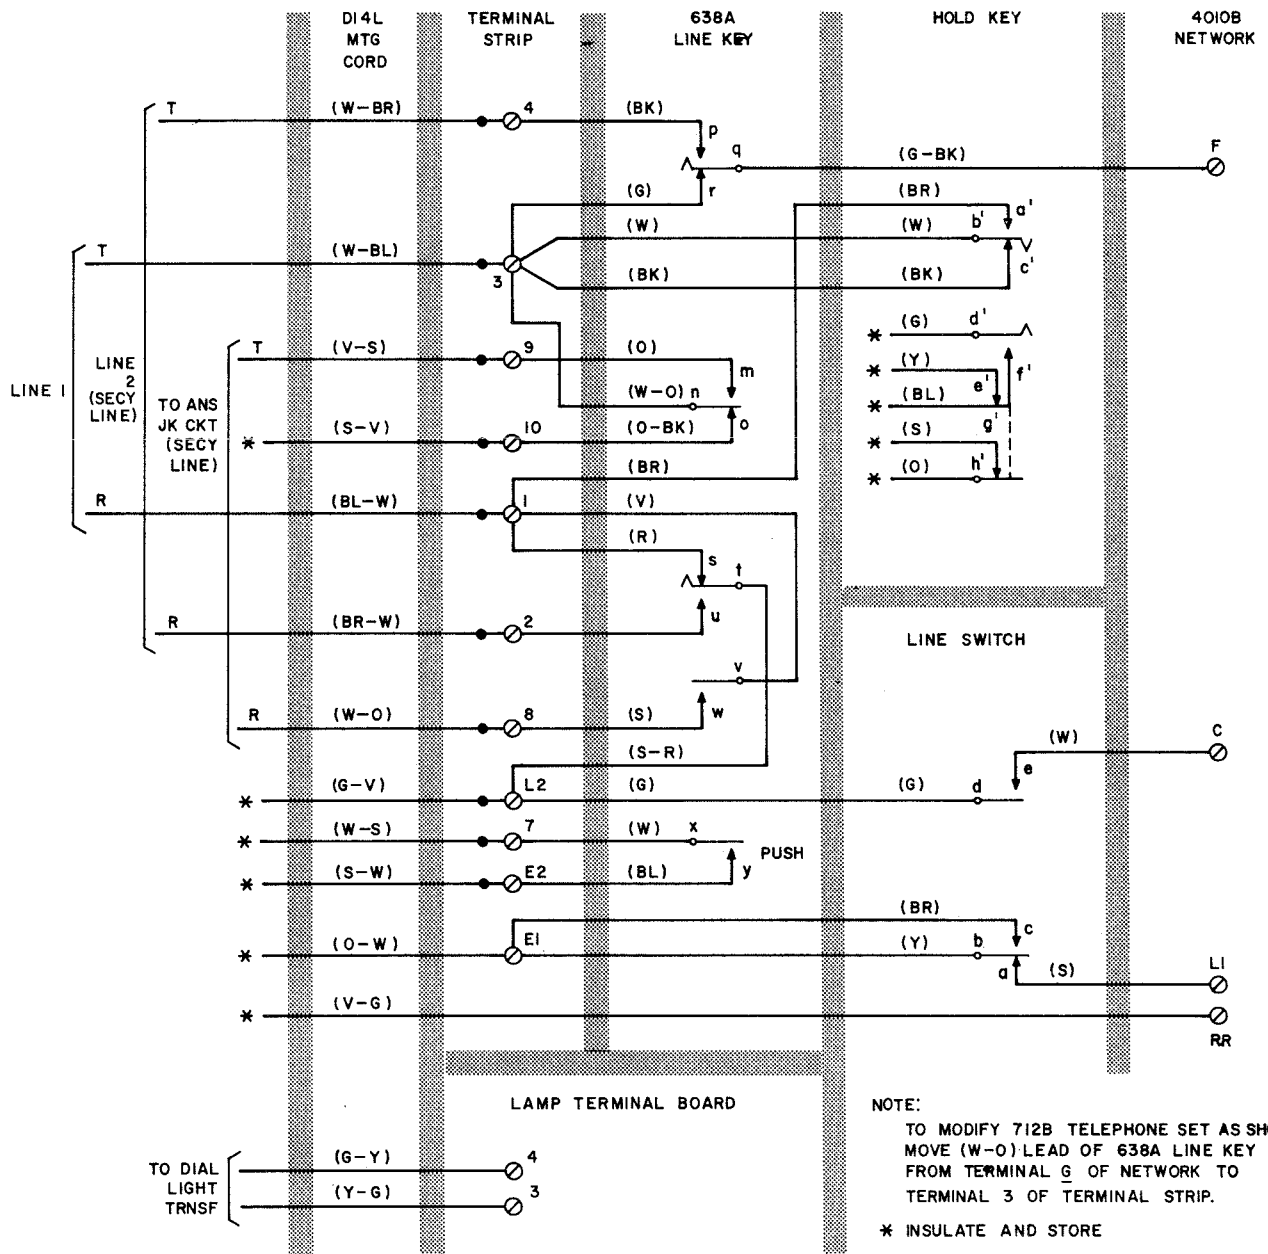 D14L
MTG
CORD
TERMINAL
STRIP
638A
LINE KEY
HOLD KEY
4010B
NETWORK
T (W-BR) 4 (BK) p
q (G-BK) F
(G) r (BR) a'
(W) (W) b'
T (W-BL) 3
(BK) (BK) c'
(G) d'
T (V-S) 9 (O) m
(Y) e' f'
(W-O) n (BL)
* (S-V) 10 (O-BK) o
g' (S)
(BR) (O) h'
LINE 1
LINE
2
(SECY
LINE)
TO ANS
JK CKT
(SECY
LINE)
R (BL-W) 1 (V)
(R) s t
R (BR-W) 2 u
LINE SWITCH
v
R (W-O) 8 (S) w
(S-R) (W) C
e
* (G-V) L2 (G) (G) d
* (W-S) 7 (W) x
PUSH
* (S-W) E2 (BL) y
(BR) c
* (O-W) E1 (Y) b
a (S) L1
* (V-G) RR
LAMP TERMINAL BOARD
TO DIAL
LIGHT
TRNSF
(G-Y) 4
(Y-G) 3
NOTE:
TO MODIFY 712B TELEPHONE SET AS SH
MOVE (W-O) LEAD OF 638A LINE KEY
FROM TERMINAL G OF NETWORK TO
TERMINAL 3 OF TERMINAL STRIP.
* INSULATE AND STORE